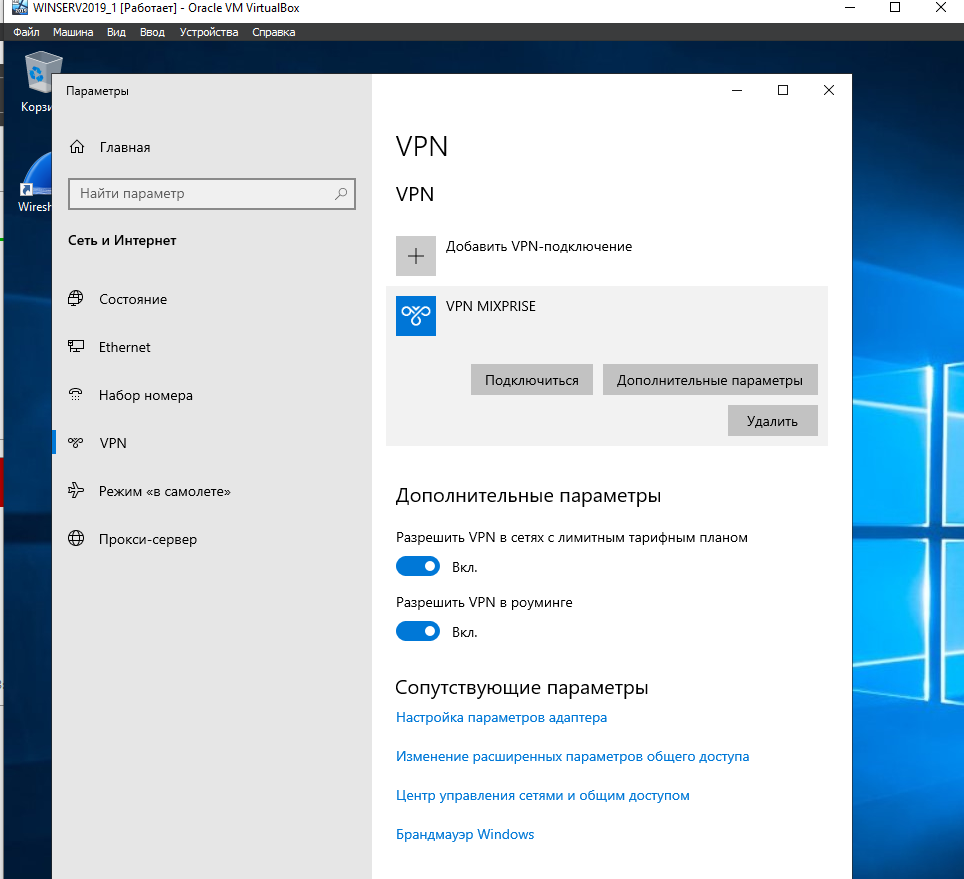 WINSERV2019_1 [Работает] - Oracle VM VirtualBox
Файл Машина Вид Ввод Устройства Справка
Параметры
Главная
Найти параметр
Сеть и Интернет
Состояние
Ethernet
Набор номера
VPN
Режим «в самолете»
Прокси-сервер
VPN
VPN
Добавить VPN-подключение
VPN MIXPRISE
Подключиться Дополнительные параметры
Удалить
Дополнительные параметры
Разрешить VPN в сетях с лимитным тарифным планом
Вкл.
Разрешить VPN в роуминге
Вкл.
Сопутствующие параметры
Настройка параметров адаптера
Изменение расширенных параметров общего доступа
Центр управления сетями и общим доступом
Брандмауэр Windows